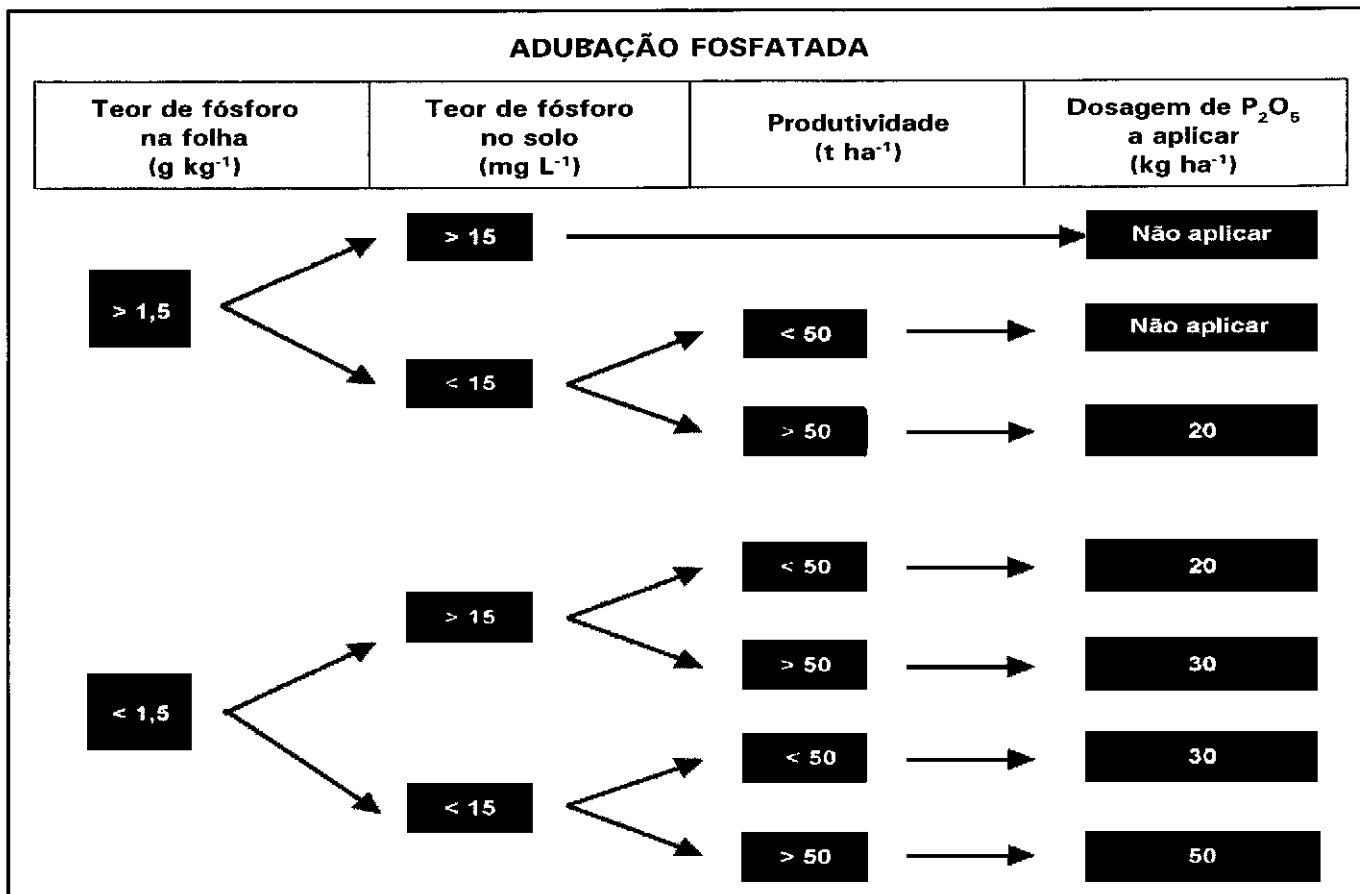 ADUBAÇÃO FOSFATADA
Teor de fósforo
na folha
(g kg⁻¹)
Teor de fósforo
no solo
(mg L⁻¹)
Produtividade
(t ha⁻¹)
Dosagem de P₂O₅
a aplicar
(kg ha⁻¹)
> 1,5
> 15
Não aplicar
< 15
< 50
Não aplicar
> 50
20
< 1,5
> 15
< 50
20
> 50
30
< 15
< 50
30
> 50
50